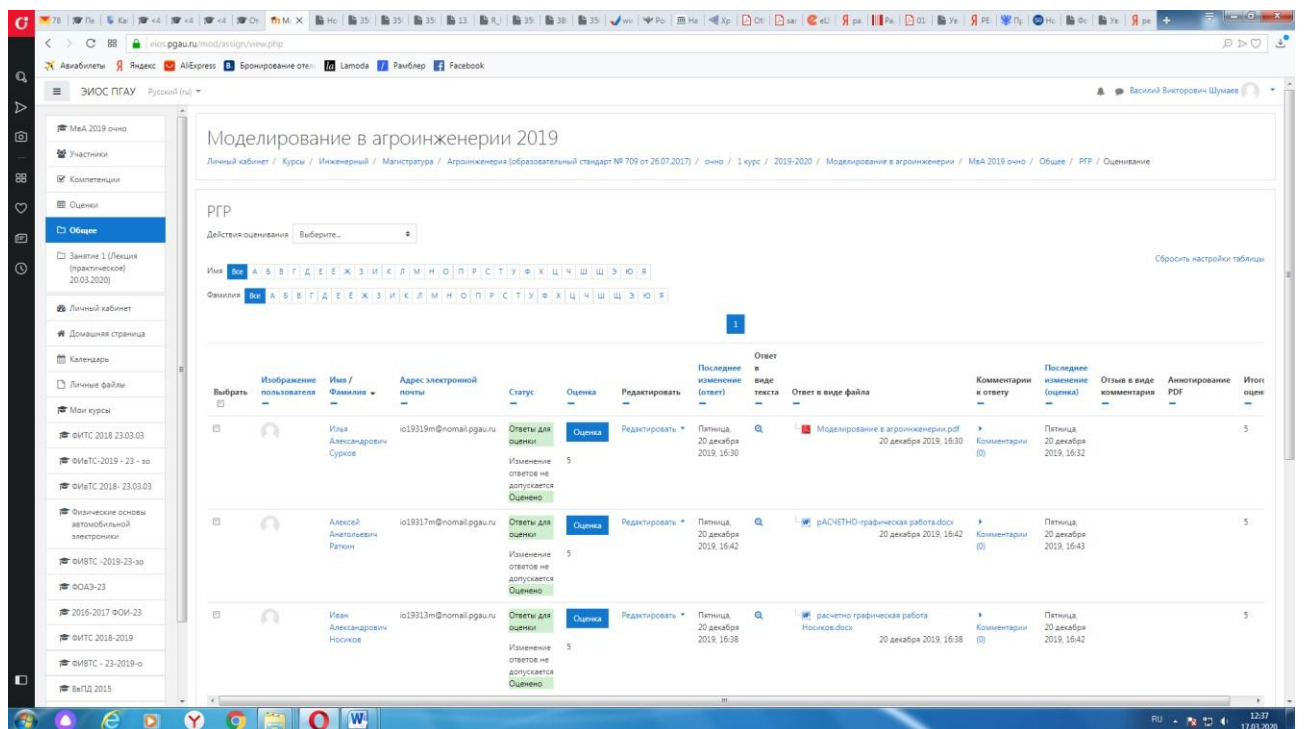 eios.pgau.ru/mod/assign/view.php
Авиабилеты Яндекс AliExpress Бронирование отел Lamoda Рамблер Facebook
ЭИОС ПГАУ Русский (ru)
Василий Викторович Шумаев
МвА 2019 очно
Участники
Компетенции
Оценки
Общее
Занятие 1 (Лекция
(практическое)
20.03.2020)
Личный кабинет
Домашняя страница
Календарь
Личные файлы
Мои курсы
ФИТС 2018 23.03.03
ФИвТС-2019 - 23 - зо
ФИвТС 2018- 23.03.03
Физические основы
автомобильной
электроники
ФИВТС -2019-23-зо
ФОАЭ-23
2016-2017 ФОИ-23
ФИТС 2018-2019
ФИВТС - 23-2019-о
ВвПД 2015
Моделирование в агроинженерии 2019
Личный кабинет / Курсы / Инженерный / Магистратура / Агроинженерия (образовательный стандарт № 709 от 26.07.2017) / очно / 1 курс / 2019-2020 / Моделирование в агроинженерии / МвА 2019 очно / Общее / РГР / Оценивание
РГР
Действия оценивания Выберите...
Сбросить настройки таблицы
Имя Все А Б В Г Д Е Ё Ж З И К Л М Н О П Р С Т У Ф Х Ц Ч Ш Щ Э Ю Я
Фамилия Все А Б В Г Д Е Ё Ж З И К Л М Н О П Р С Т У Ф Х Ц Ч Ш Щ Э Ю Я
1
Выбрать
Изображение
пользователя
Имя /
Фамилия
Адрес электронной
почты
Статус
Оценка
Редактировать
Последнее
изменение
(ответ)
Ответ
в
виде
текста
Ответ в виде файла
Комментарии
к ответу
Последнее
изменение
(оценка)
Отзыв в виде
комментария
Аннотирование
PDF
Итого
оцен
Илья
Александрович
Сурков
io19319m@nomail.pgau.ru
Ответы для
оценки
Изменение
ответов не
допускается
Оценено
Оценка
5
Редактировать
Пятница,
20 декабря
2019, 16:30
Моделирование в агроинженерии.pdf
20 декабря 2019, 16:30
Комментарии
(0)
Пятница,
20 декабря
2019, 16:32
5
Алексей
Анатольевич
Раткин
io19317m@nomail.pgau.ru
Ответы для
оценки
Изменение
ответов не
допускается
Оценено
Оценка
5
Редактировать
Пятница,
20 декабря
2019, 16:42
рАСЧЕТНО-графическая работа.docx
20 декабря 2019, 16:42
Комментарии
(0)
Пятница,
20 декабря
2019, 16:43
5
Иван
Александрович
Носиков
io19313m@nomail.pgau.ru
Ответы для
оценки
Изменение
ответов не
допускается
Оценено
Оценка
5
Редактировать
Пятница,
20 декабря
2019, 16:38
расчетно графическая работа
Носиков.docx
20 декабря 2019, 16:38
Комментарии
(0)
Пятница,
20 декабря
2019, 16:42
5
RU
12:37
17.03.2020